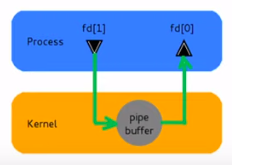 fd[1]
fd[0]
Process
Kernel
pipe
buffer